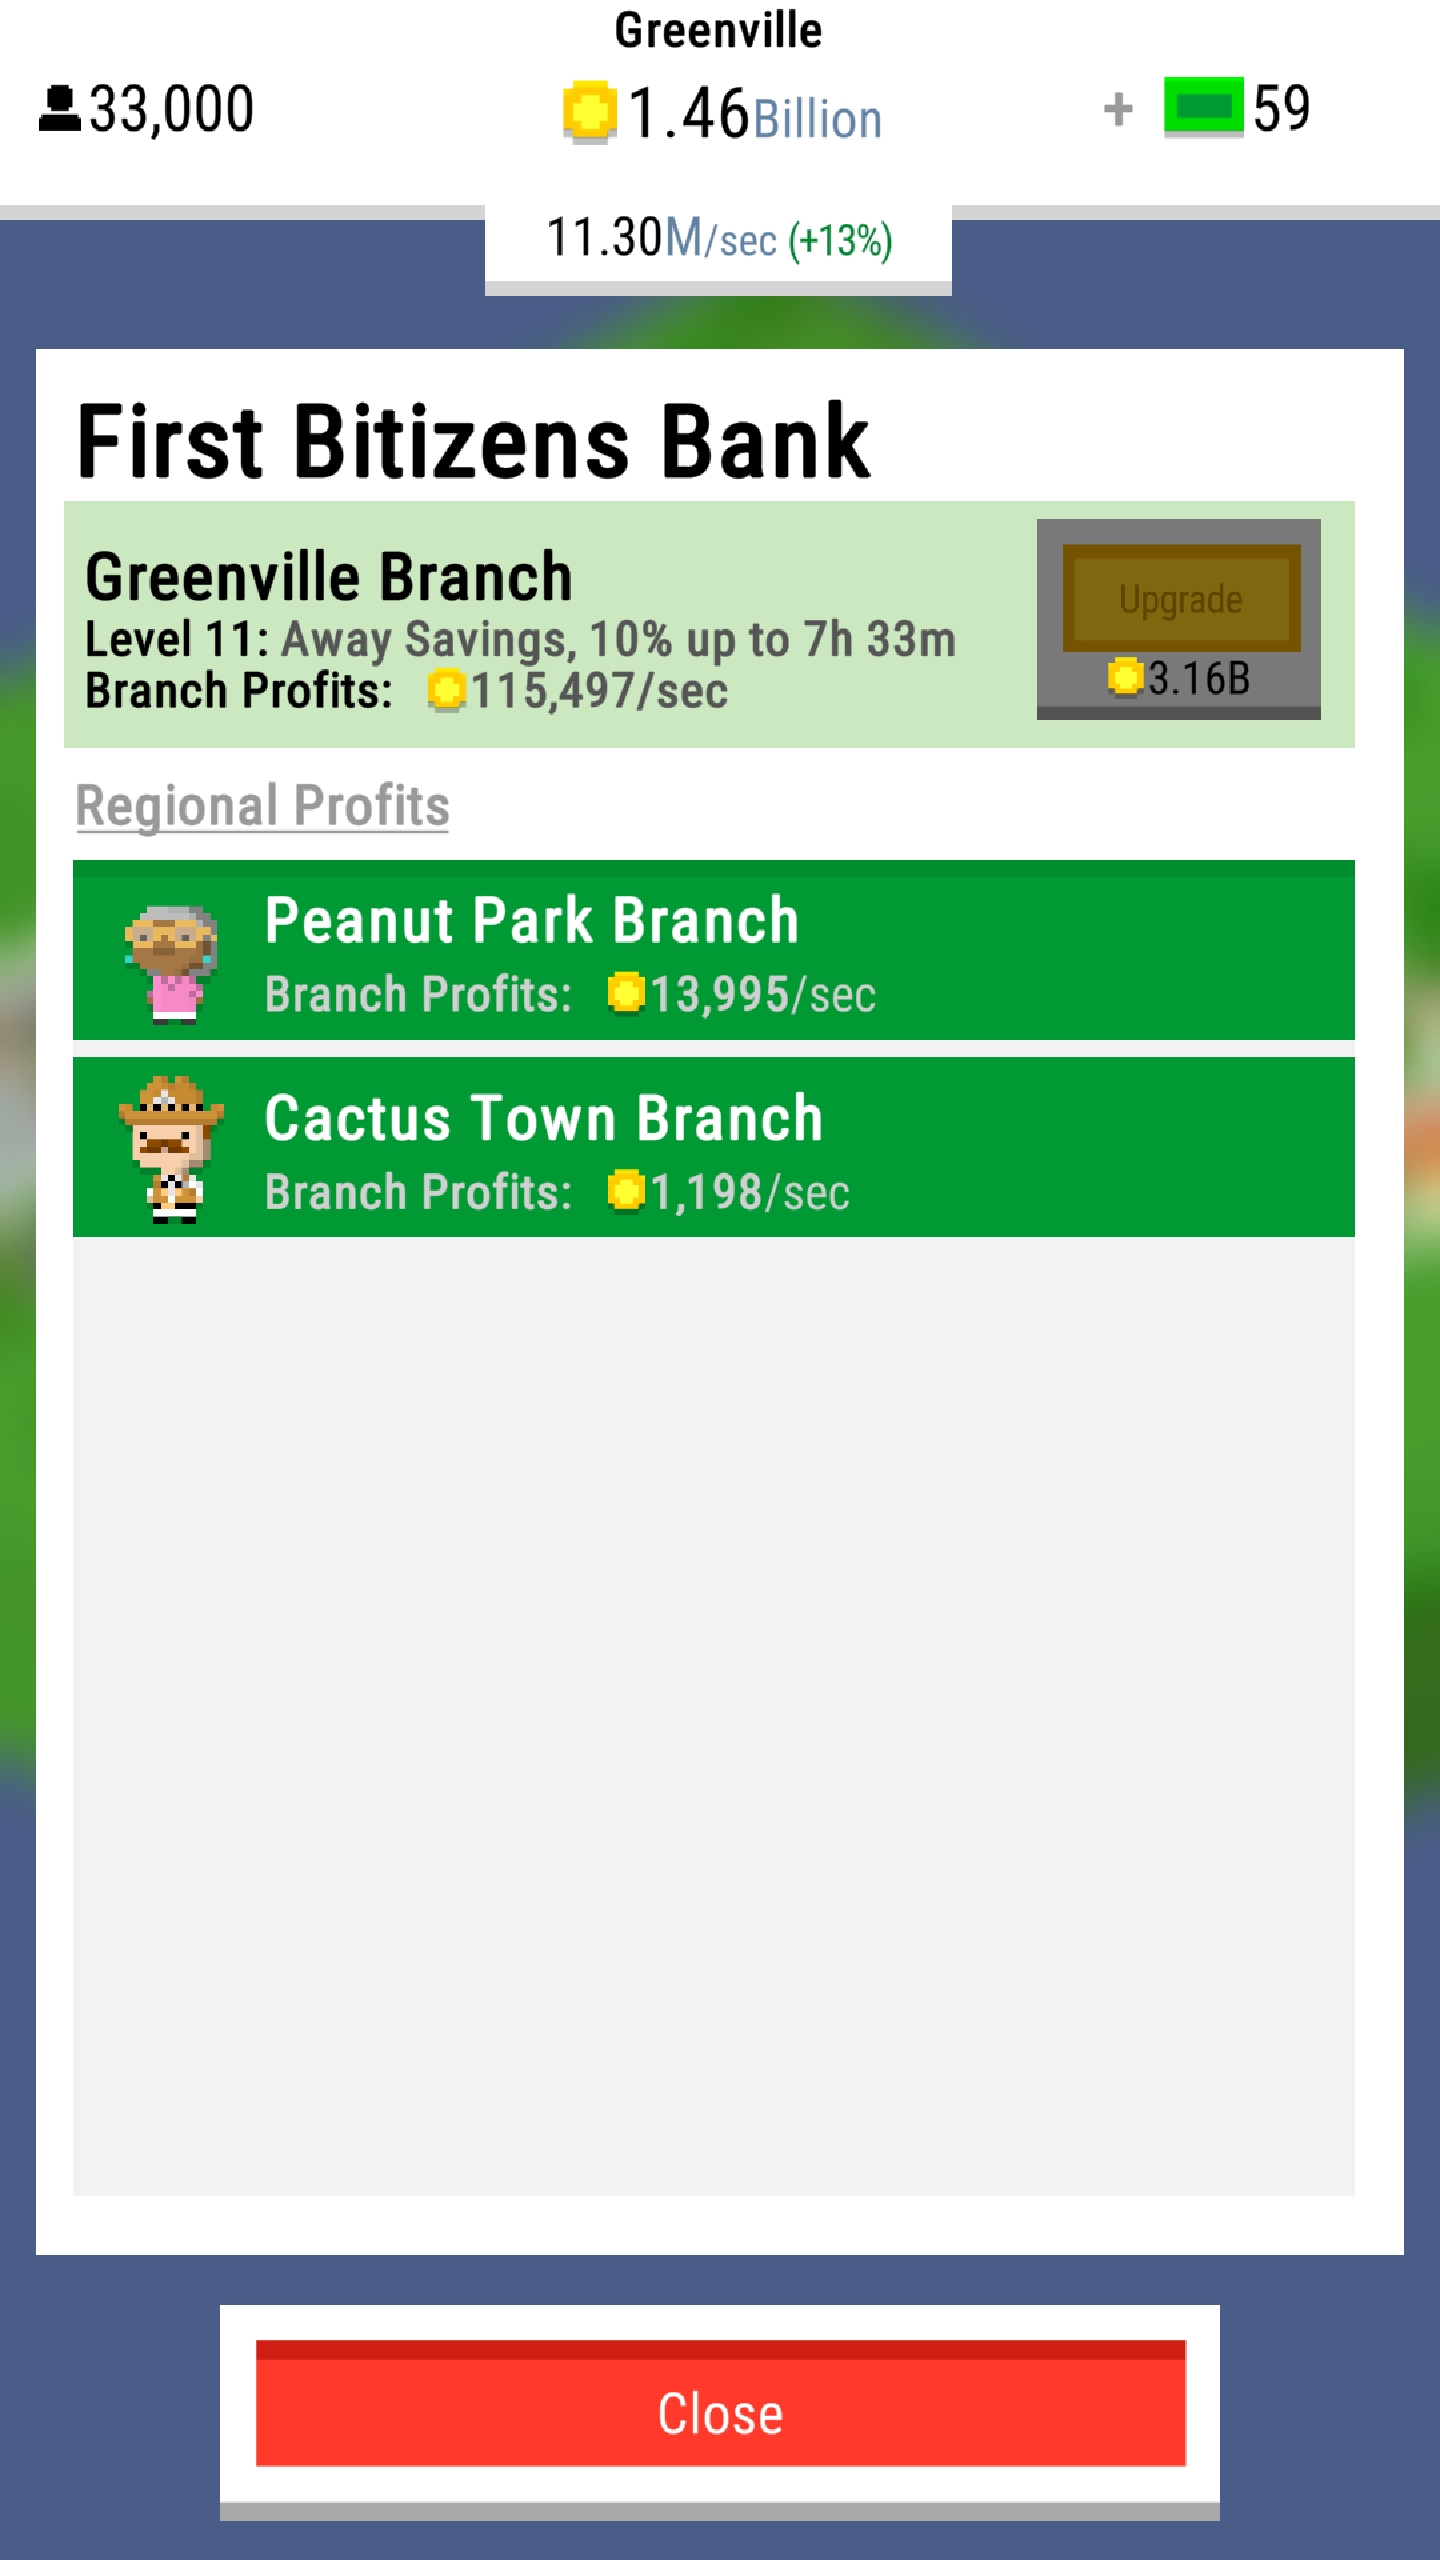 Greenville
33,000
1.46Billion
+ 59
11.30M/sec (+13%)
First Bitizens Bank
Greenville Branch
Level 11: Away Savings, 10% up to 7h 33m
Branch Profits: 115,497/sec
Upgrade
3.16B
Regional Profits
Peanut Park Branch
Branch Profits: 13,995/sec
Cactus Town Branch
Branch Profits: 1,198/sec
Close